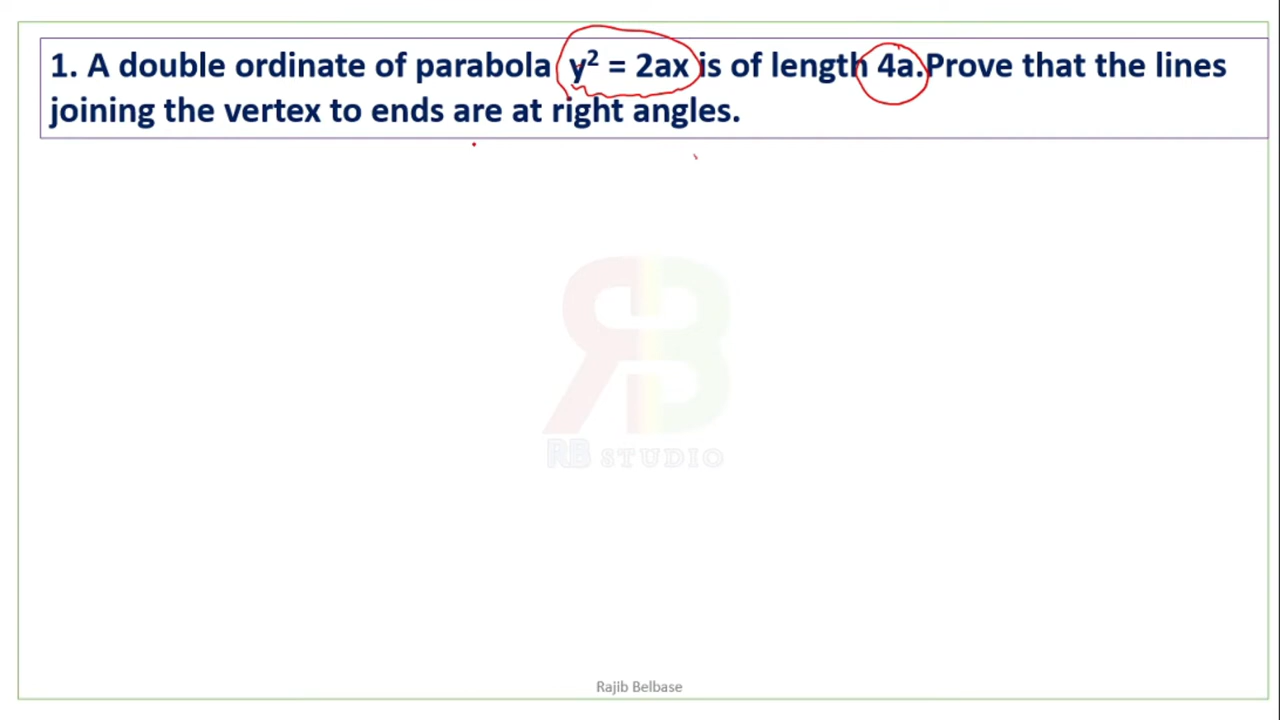 1. A double ordinate of parabola y² = 2ax is of length 4a.Prove that the lines
joining the vertex to ends are at right angles.
RB STUDIO
Rajib Belbase